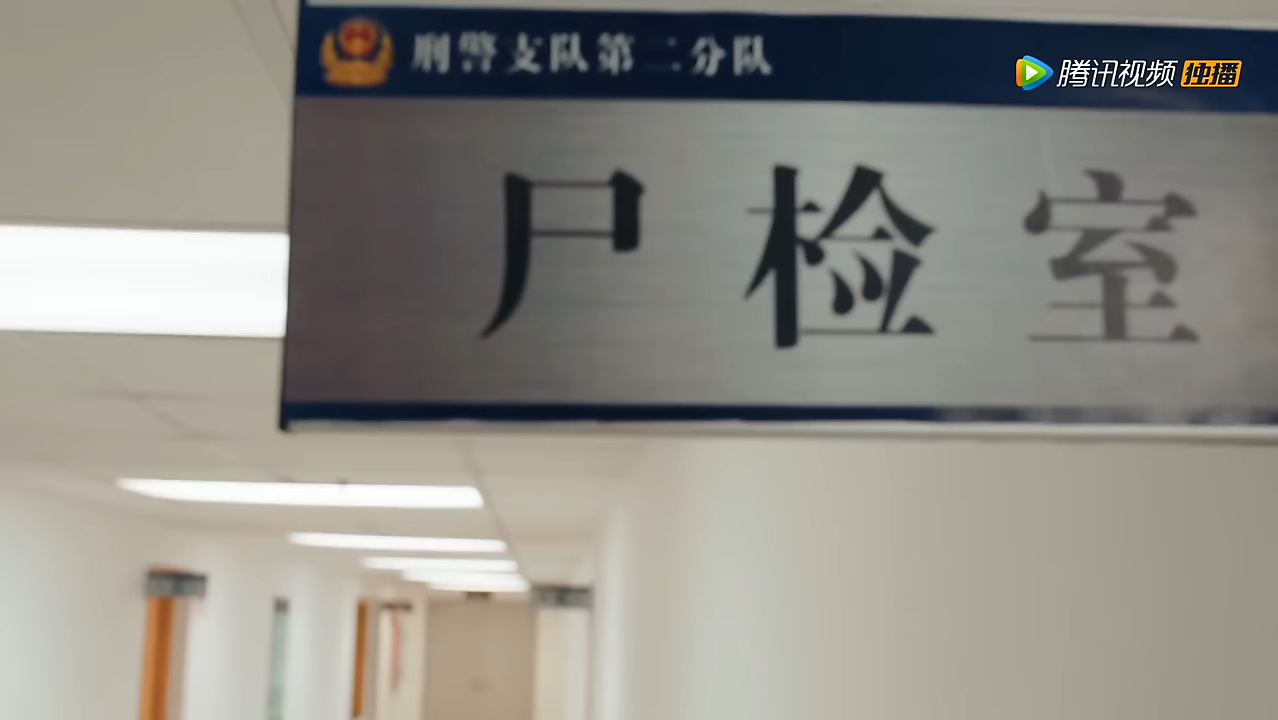 刑警支队第二分队
腾讯视频 独播
尸检室